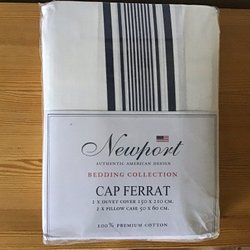 Newport
AUTHENTIC AMERICAN DESIGN
BEDDING COLLECTION
CAP FERRAT
2 X DUVET COVER 150 X 210 CM.
2 X PILLOW CASE 50 X 60 CM.
100% PREMIUM COTTON